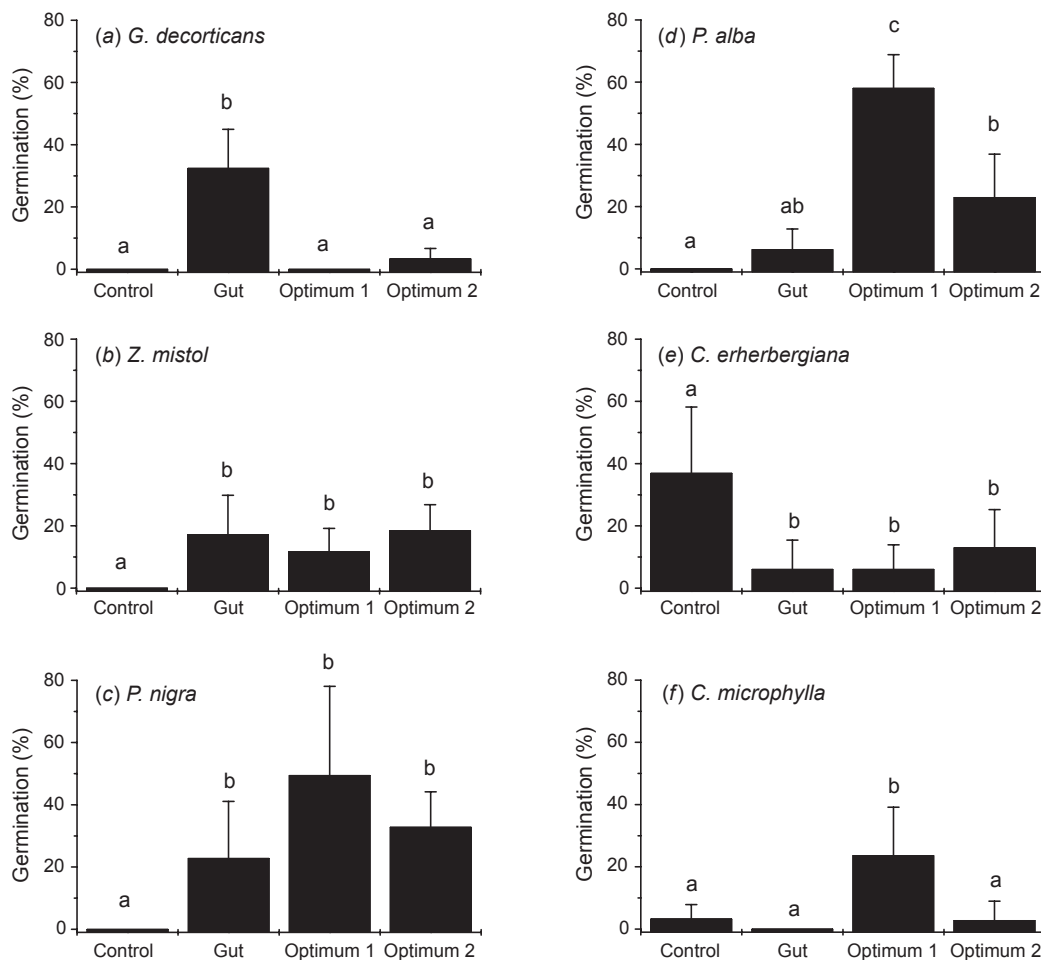 (a) G. decorticans
Germination (%)
80
60
40
20
0
a
b
a
a
Control Gut Optimum 1 Optimum 2
(b) Z. mistol
Germination (%)
80
60
40
20
0
a
b
b
b
Control Gut Optimum 1 Optimum 2
(c) P. nigra
Germination (%)
80
60
40
20
0
a
b
b
b
Control Gut Optimum 1 Optimum 2
(d) P. alba
Germination (%)
80
60
40
20
0
a
ab
c
b
Control Gut Optimum 1 Optimum 2
(e) C. erherbergiana
Germination (%)
80
60
40
20
0
a
b
b
b
Control Gut Optimum 1 Optimum 2
(f) C. microphylla
Germination (%)
80
60
40
20
0
a
a
b
a
Control Gut Optimum 1 Optimum 2